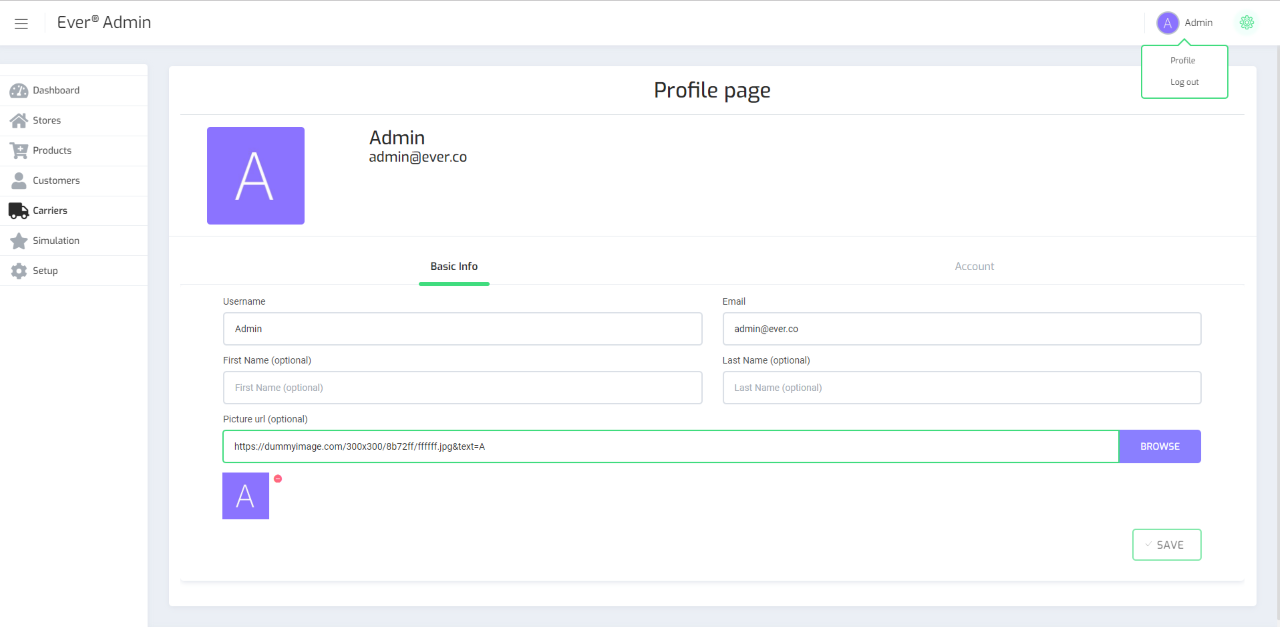 Ever® Admin
A Admin
Profile
Log out
Dashboard
Stores
Products
Customers
Carriers
Simulation
Setup
Profile page
A
Admin
admin@ever.co
Basic Info
Account
Username
Email
Admin
admin@ever.co
First Name (optional)
Last Name (optional)
First Name (optional)
Last Name (optional)
Picture url (optional)
https://dummyimage.com/300x300/8b72ff/ffffff.jpg&text=A
BROWSE
A
SAVE